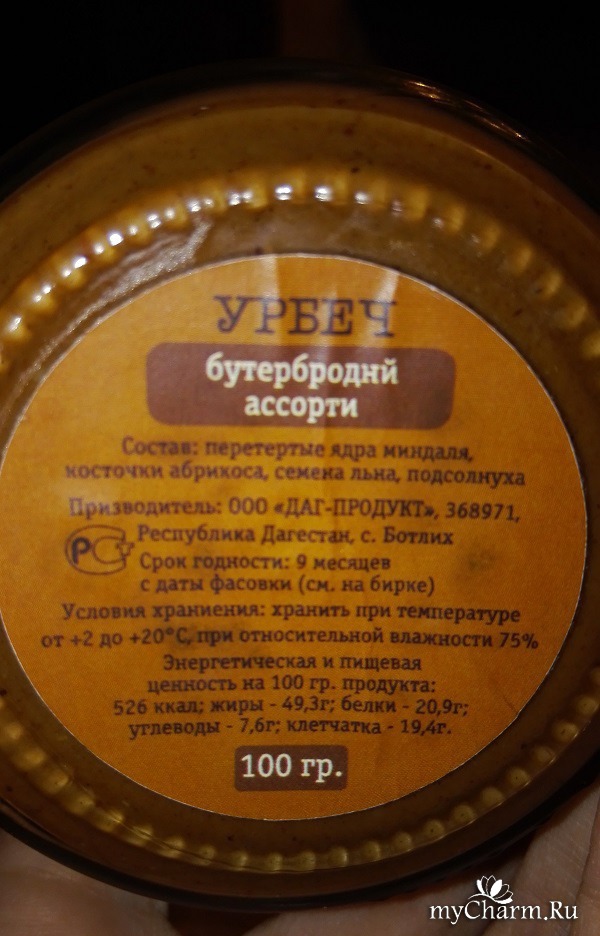 УРБЕЧ
бутерброднй
ассорти
Состав: перетертые ядра миндаля,
косточки абрикоса, семена льна, подсолнуха
Призводитель: ООО «ДАГ-ПРОДУКТ», 368971,
Республика Дагестан, с. Ботлих
РСТ
Срок годности: 9 месяцев
с даты фасовки (см. на бирке)
Условия храниения: хранить при температуре
от +2 до +20°С, при относительной влажности 75%
Энергетическая и пищевая
ценность на 100 гр. продукта:
526 ккал; жиры - 49,3г; белки - 20,9г;
углеводы - 7,6г; клетчатка - 19,4г.
100 гр.
myCharm.Ru